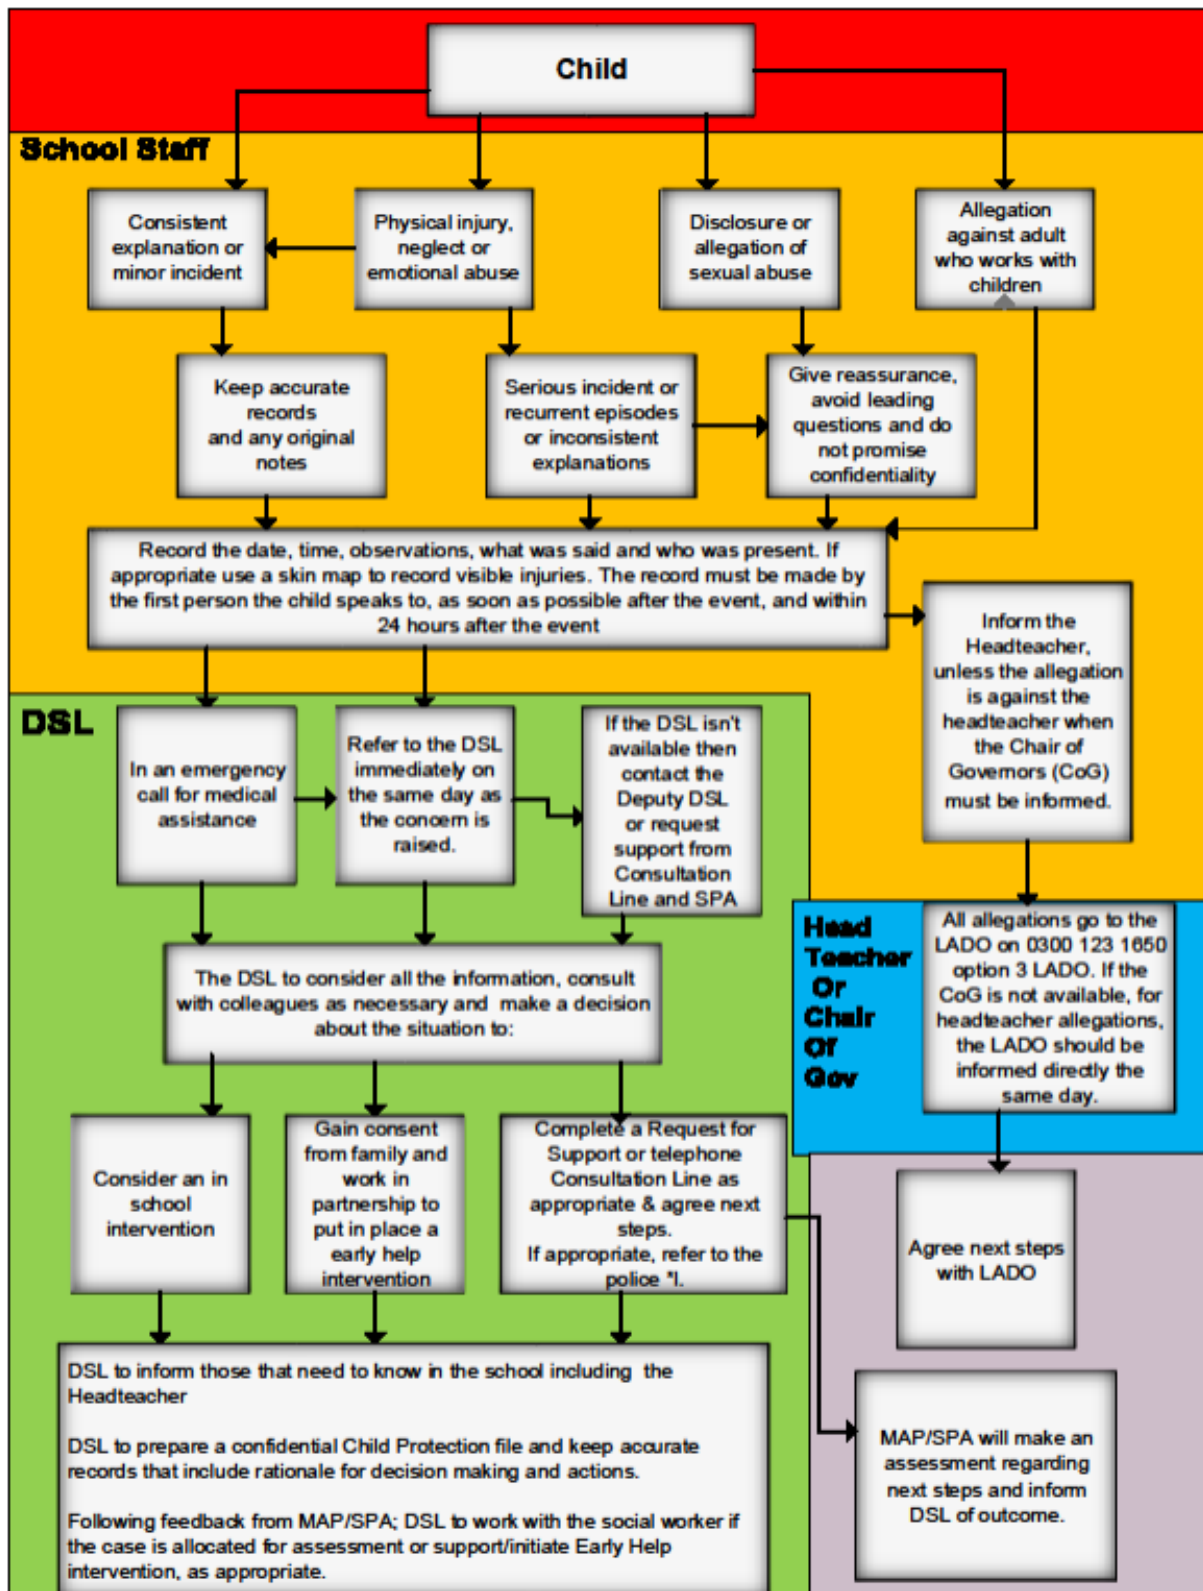 Child
School Staff
Consistent
explanation or
minor incident
Physical injury,
neglect or
emotional abuse
Disclosure or
allegation of
sexual abuse
Allegation
against adult
who works with
children
Keep accurate
records
and any original
notes
Serious incident or
recurrent episodes
or inconsistent
explanations
Give reassurance,
avoid leading
questions and do
not promise
confidentiality
Record the date, time, observations, what was said and who was present. If
appropriate use a skin map to record visible injuries. The record must be made by
the first person the child speaks to, as soon as possible after the event, and within
24 hours after the event
Inform the
Headteacher,
unless the allegation
is against the
headteacher when
the Chair of
Governors (CoG)
must be informed.
DSL
In an emergency
call for medical
assistance
Refer to the DSL
immediately on
the same day as
the concern is
raised.
If the DSL isn't
available then
contact the
Deputy DSL
or request
support from
Consultation
Line and SPA
Head
Teacher
Or
Chair
Of
Gov
All allegations go to the
LADO on 0300 123 1650
option 3 LADO. If the
CoG is not available, for
headteacher allegations,
the LADO should be
informed directly the
same day.
The DSL to consider all the information, consult
with colleagues as necessary and make a decision
about the situation to:
Consider an in
school
intervention
Gain consent
from family and
work in
partnership to
put in place a
early help
intervention
Complete a Request for
Support or telephone
Consultation Line as
appropriate & agree next
steps.
If appropriate, refer to the
police *I.
Agree next steps
with LADO
DSL to inform those that need to know in the school including the
Headteacher
DSL to prepare a confidential Child Protection file and keep accurate
records that include rationale for decision making and actions.
Following feedback from MAP/SPA; DSL to work with the social worker if
the case is allocated for assessment or support/initiate Early Help
intervention, as appropriate.
MAP/SPA will make an
assessment regarding
next steps and inform
DSL of outcome.